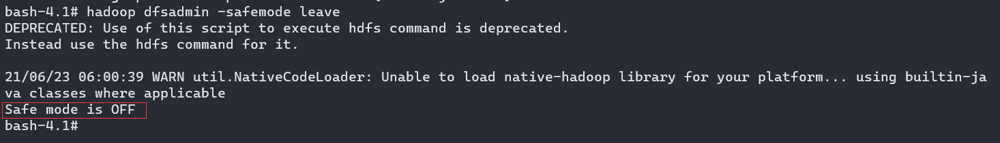 bash-4.1# hadoop dfsadmin -safemode leave
DEPRECATED: Use of this script to execute hdfs command is deprecated.
Instead use the hdfs command for it.
21/06/23 06:00:39 WARN util.NativeCodeLoader: Unable to load native-hadoop library for your platform... using builtin-ja
va classes where applicable
Safe mode is OFF
bash-4.1#